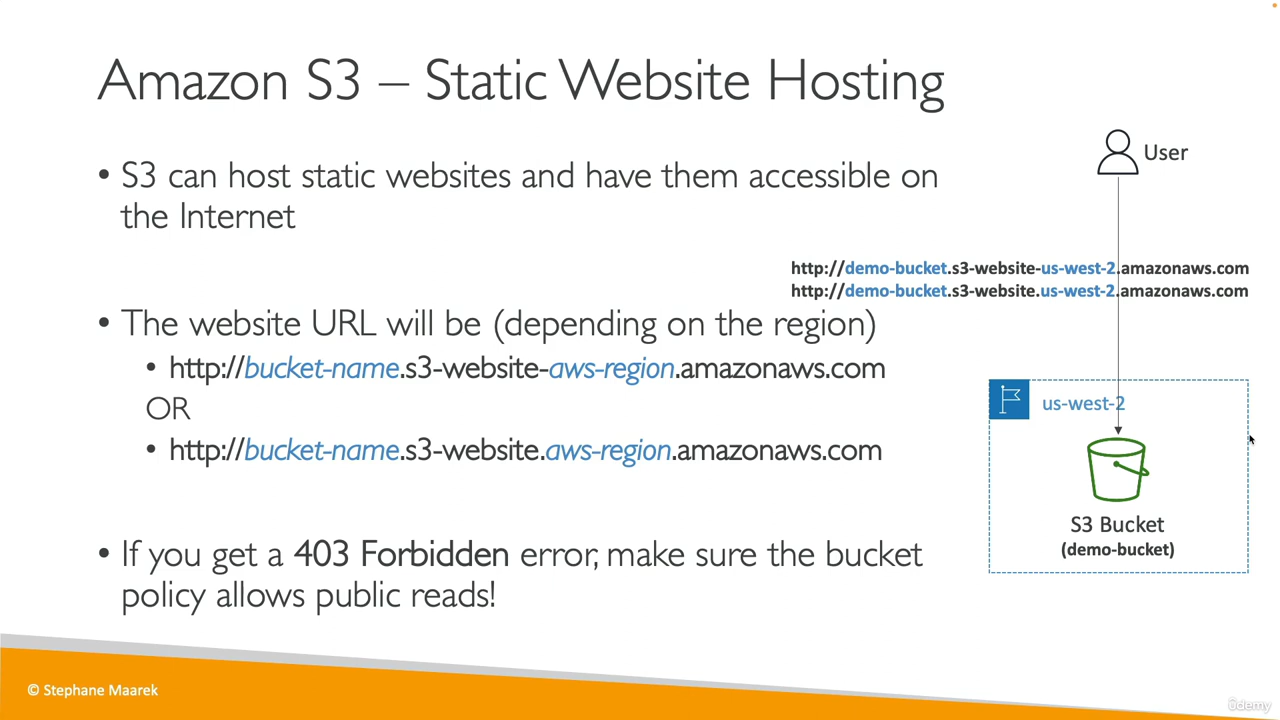 Amazon S3 – Static Website Hosting
• S3 can host static websites and have them accessible on
the Internet
• The website URL will be (depending on the region)
• http://bucket-name.s3-website-aws-region.amazonaws.com
OR
• http://bucket-name.s3-website.aws-region.amazonaws.com
• If you get a 403 Forbidden error, make sure the bucket
policy allows public reads!
User
http://demo-bucket.s3-website-us-west-2.amazonaws.com
http://demo-bucket.s3-website.us-west-2.amazonaws.com
us-west-2
S3 Bucket
(demo-bucket)
© Stephane Maarek
ûdemy